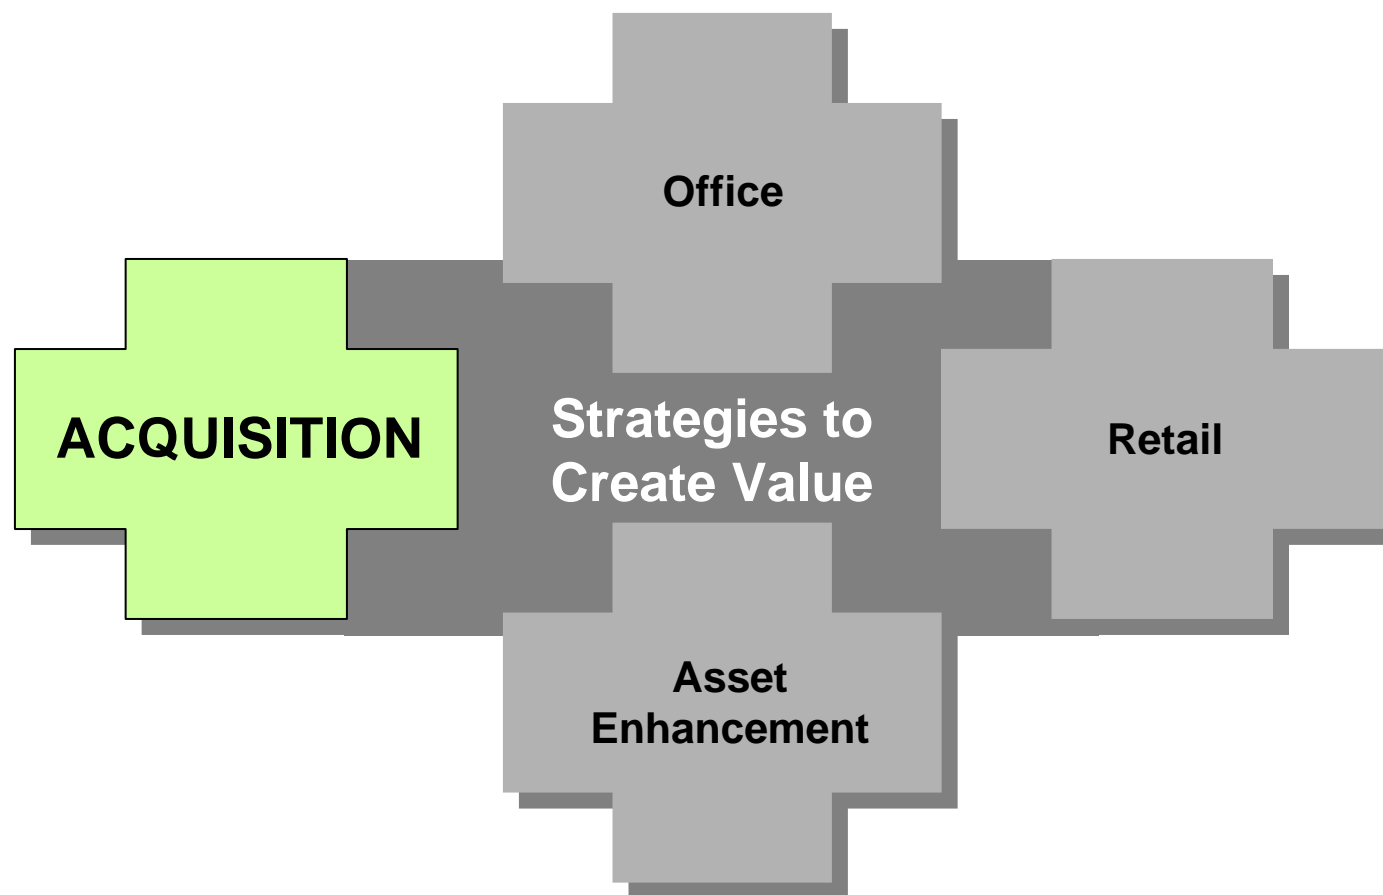 Office
ACQUISITION
Strategies to
Create Value
Retail
Asset
Enhancement